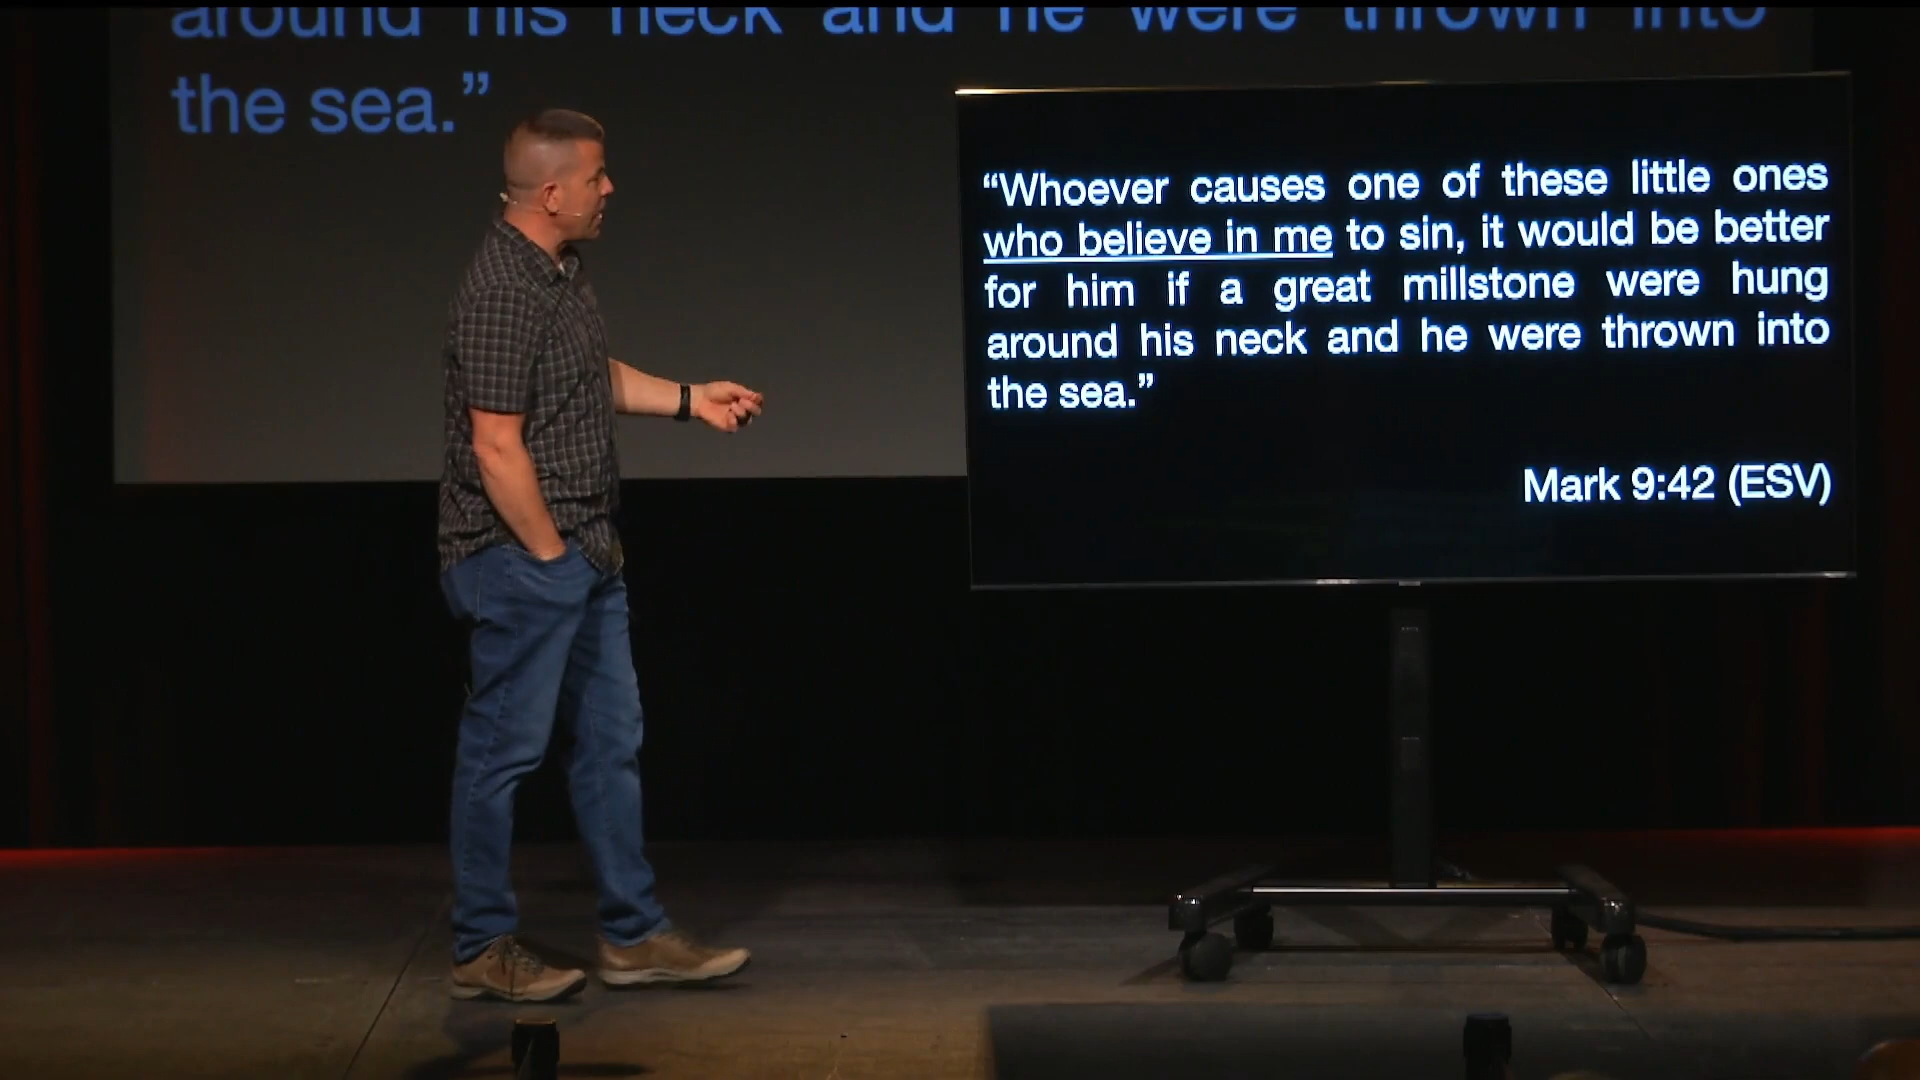 around his neck and he were thrown into
the sea.”
“Whoever causes one of these little ones
who believe in me to sin, it would be better
for him if a great millstone were hung
around his neck and he were thrown into
the sea.”
Mark 9:42 (ESV)